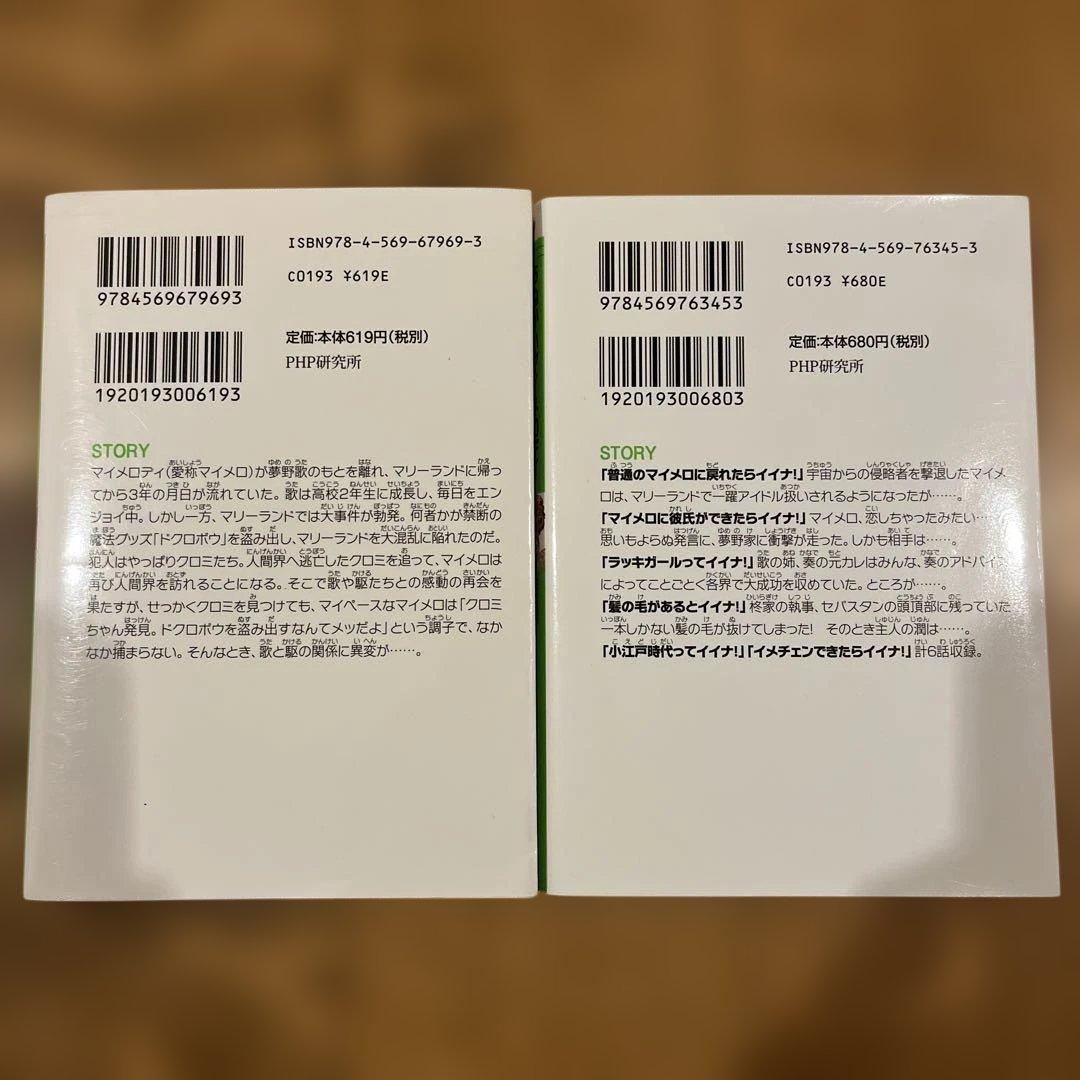 ISBN978-4-569-67969-3
9784569679693
C0193 ¥619E
定価:本体619円(税別)
PHP研究所
1920193006193
STORY
マイメロディ(愛称マイメロ)が夢野歌のもとを離れ、マリーランドに帰っ
てから3年の月日が流れていた。歌は高校2年生に成長し、毎日をエン
ジョイ中。しかし一方、マリーランドでは大事件が勃発。何者かが禁断の
魔法グッズ「ドクロボウ」を盗み出し、マリーランドを大混乱に陥れたのだ。
犯人はやっぱりクロミたち。人間界へ逃亡したクロミを追って、マイメロは
再び人間界を訪れることになる。そこで歌や駆たちとの感動の再会を
果たすが、せっかくクロミを見つけても、マイペースなマイメロは「クロミ
ちゃん発見。ドクロボウを盗み出すなんてメッだよ」という調子で、なか
なか捕まらない。そんなとき、歌と駆の関係に異変が……。
ISBN978-4-569-76345-3
9784569763453
C0193 ¥680E
定価:本体680円(税別)
PHP研究所
1920193006803
STORY
「普通のマイメロに戻れたらイイナ!」宇宙からの侵略者を撃退したマイメ
ロは、マリーランドで一躍アイドル扱いされるようになったが……。
「マイメロに彼氏ができたらイイナ!」マイメロ、恋しちゃったみたい…
思いもよらぬ発言に、夢野家に衝撃が走った。しかも相手は……。
「ラッキガールってイイナ!」歌の姉、奏の元カレはみんな、奏のアドバイス
によってことごとく各界で大成功を収めていた。ところが……。
「髪の毛があるとイイナ!」柊家の執事、セバスタンの頭頂部に残っていた
一本しかない髪の毛が抜けてしまった! そのとき主人の潤は……。
「小江戸時代ってイイナ!」「イメチェンできたらイイナ!」計6話収録。